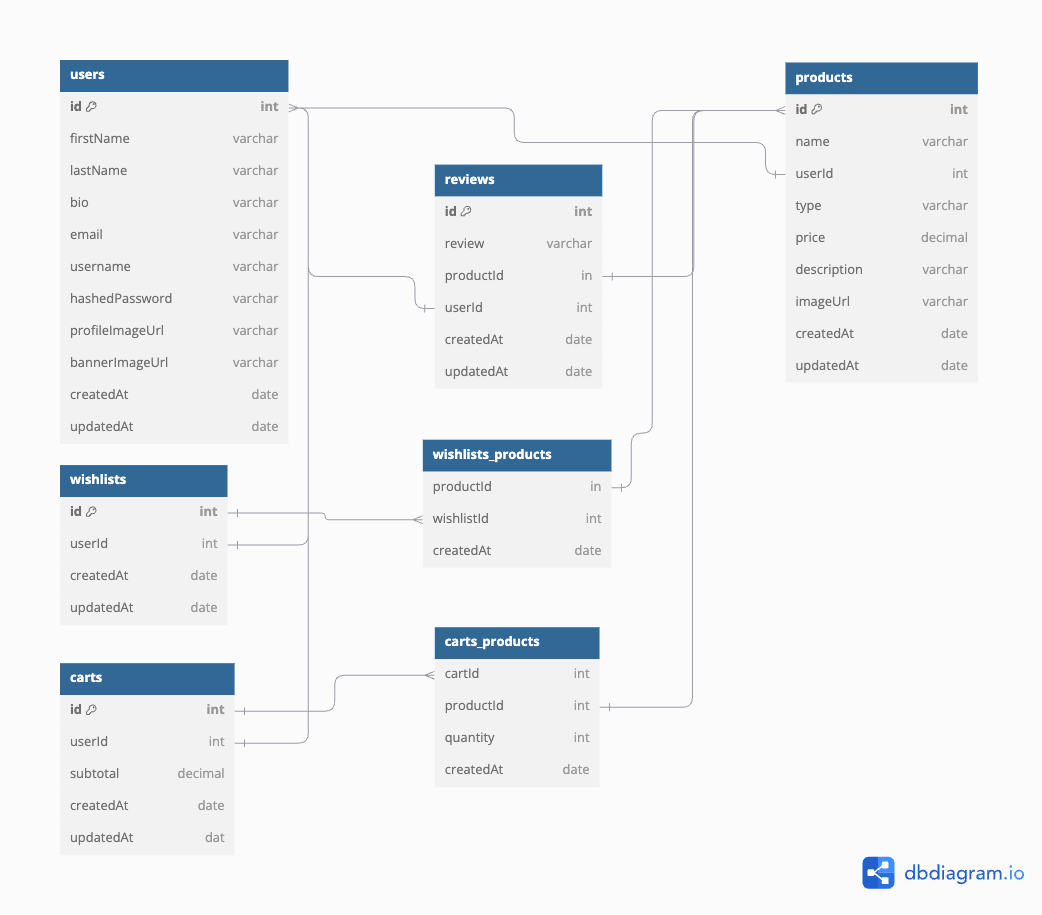 users
id int
firstName varchar
lastName varchar
bio varchar
email varchar
username varchar
hashedPassword varchar
profileImageUrl varchar
bannerImageUrl varchar
createdAt date
updatedAt date
products
id int
name varchar
userId int
type varchar
price decimal
description varchar
imageUrl varchar
createdAt date
updatedAt date
reviews
id int
review varchar
productId in
userId int
createdAt date
updatedAt date
wishlists
id int
userId int
createdAt date
updatedAt date
wishlists_products
productId in
wishlistId int
createdAt date
carts
id int
userId int
subtotal decimal
createdAt date
updatedAt dat
carts_products
cartId int
productId int
quantity int
createdAt date
dbdiagram.io